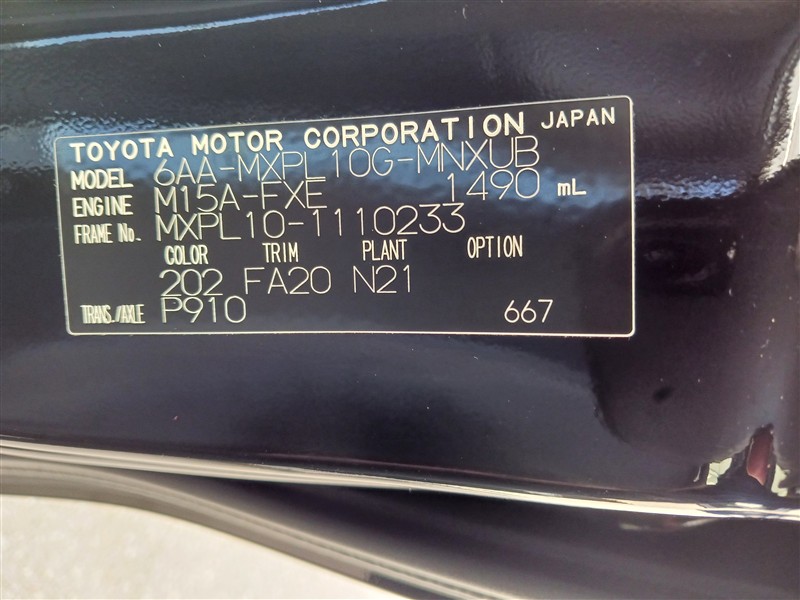 TOYOTA MOTOR CORPORATION JAPAN
MODEL 6AA-MXPL10G-MNXUB
ENGINE M15A-FXE 1490 mL
FRAME No. MXPL10-1110233
COLOR TRIM PLANT OPTION
202 FA20 N21
TRANS./AXLE P910 667